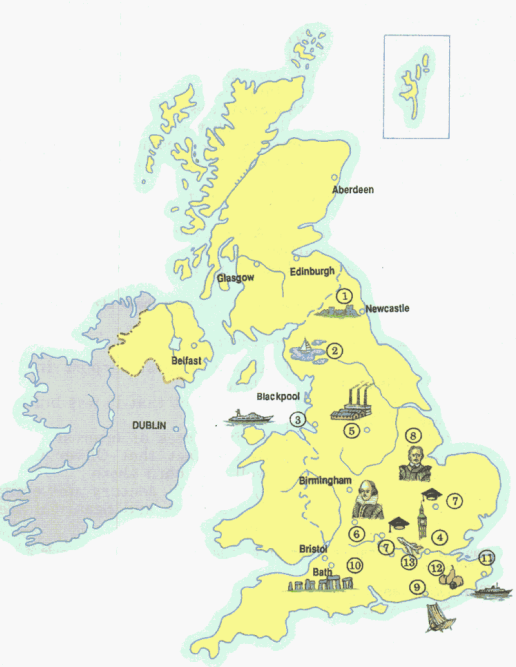 Aberdeen
Edinburgh
Glasgow
1
Newcastle
2
Belfast
Blackpool
3
5
DUBLIN
8
Birmingham
7
6
4
7
13
Bristol
Bath
10
12
11
9